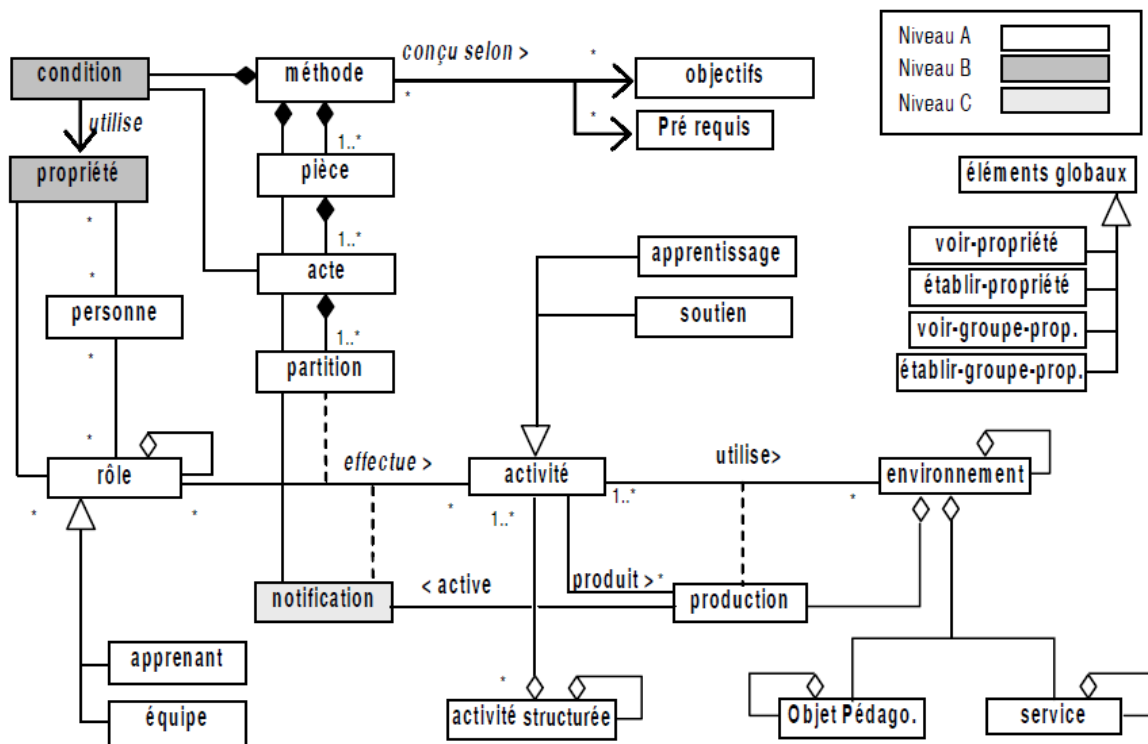 condition
méthode
conçu selon >
*
*
objectifs
Niveau A
Niveau B
Niveau C
utilise
1..*
*
Pré requis
propriété
pièce
éléments globaux
*
1..*
voir-propriété
apprentissage
acte
*
établir-propriété
personne
soutien
voir-groupe-prop.
*
1..*
partition
établir-groupe-prop.
*
rôle
effectue >
activité
utilise>
environnement
*
*
*
1..*
1..*
*
notification
< active
produit >
*
production
apprenant
*
équipe
activité structurée
Objet Pédago.
service